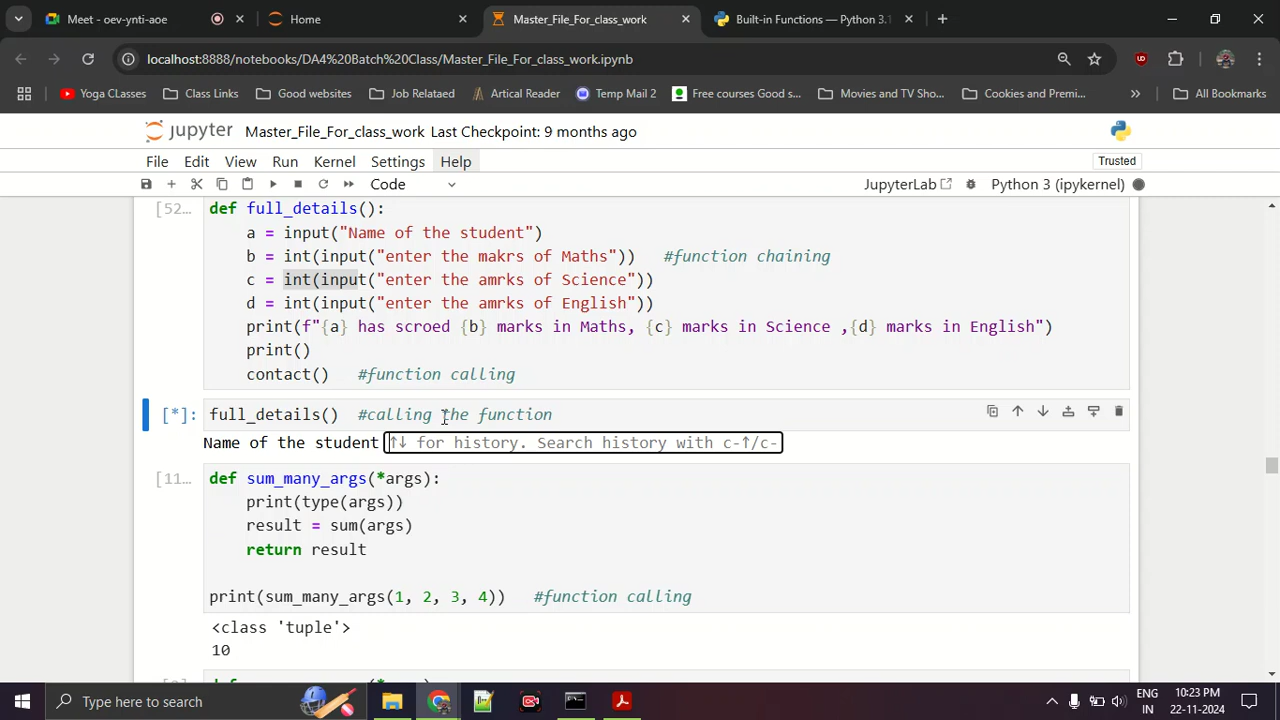 Meet - oev-ynti-aoe
Home
Master_File_For_class_work
Built-in Functions — Python 3.1
localhost:8888/notebooks/DA4%20Batch%20Class/Master_File_For_class_work.ipynb
Yoga CLasses
Class Links
Good websites
Job Relataed
Artical Reader
Temp Mail 2
Free courses Good s...
Movies and TV Sho...
Cookies and Premi...
All Bookmarks
jupyter Master_File_For_class_work Last Checkpoint: 9 months ago
File Edit View Run Kernel Settings Help
Trusted
Code
JupyterLab
Python 3 (ipykernel)
[52...
def full_details():
a = input("Name of the student")
b = int(input("enter the makrs of Maths")) #function chaining
c = int(input("enter the amrks of Science"))
d = int(input("enter the amrks of English"))
print(f"{a} has scroed {b} marks in Maths, {c} marks in Science ,{d} marks in English")
print()
contact() #function calling
[*]: full_details() #calling the function
Name of the student ↑↓ for history. Search history with c-↑/c-
[11... def sum_many_args(*args):
print(type(args))
result = sum(args)
return result
print(sum_many_args(1, 2, 3, 4)) #function calling
<class 'tuple'>
10
Type here to search
ENG
IN
10:23 PM
22-11-2024